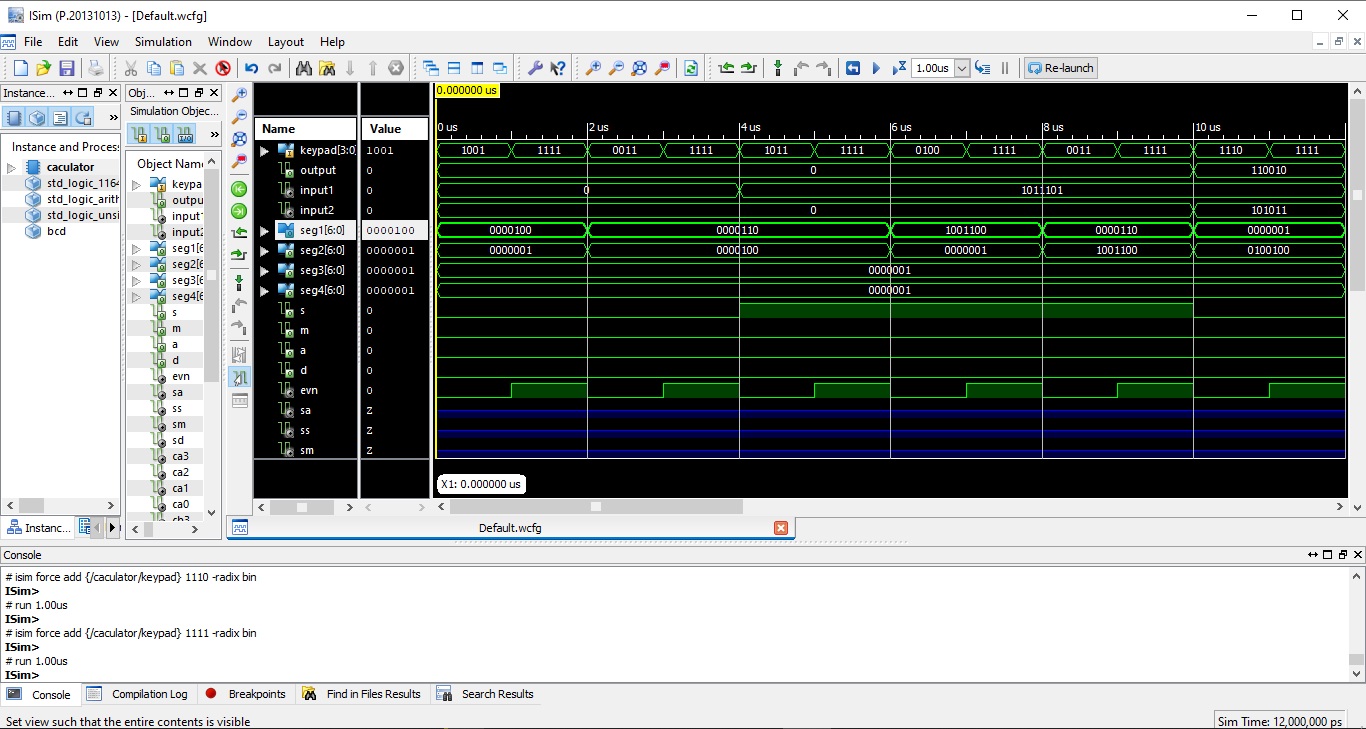 ISim (P.20131013) - [Default.wcfg]
File Edit View Simulation Window Layout Help
1.00us Re-launch
Instance...
Instance and Process
caculator
std_logic_1164
std_logic_arith
std_logic_unsi
bcd
Instanc...
Obj...
Simulation Objec...
Object Name
keypa
outpu
input1
input2
seg1[6
seg2[6
seg3[6
seg4[6
s
m
a
d
evn
sa
ss
sm
sd
ca3
ca2
ca1
ca0
cb3
Name Value
0.000000 us
0 us 2 us 4 us 6 us 8 us 10 us
keypad[3:0] 1001 1001 1111 0011 1111 1011 1111 0100 1111 0011 1111 1110 1111
output 0 0 110010
input1 0 0 1011101
input2 0 0 101011
seg1[6:0] 0000100 0000100 0000110 1001100 0000110 0000001
seg2[6:0] 0000001 0000001 0000100 0000001 1001100 0100100
seg3[6:0] 0000001 0000001
seg4[6:0] 0000001 0000001
s 0
m 0
a 0
d 0
evn 0
sa Z
ss Z
sm Z
X1: 0.000000 us
Default.wcfg
Console
# isim force add {/caculator/keypad} 1110 -radix bin
ISim>
# run 1.00us
ISim>
# isim force add {/caculator/keypad} 1111 -radix bin
ISim>
# run 1.00us
ISim>
Console Compilation Log Breakpoints Find in Files Results Search Results
Set view such that the entire contents is visible Sim Time: 12,000,000 ps